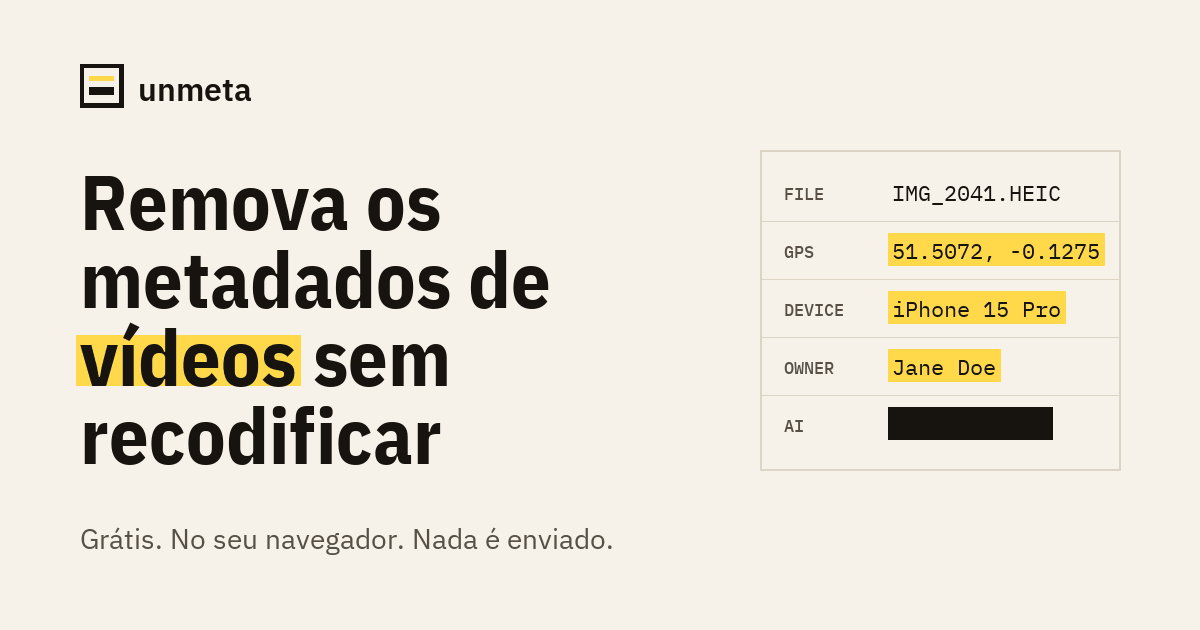 unmeta
Remova os
metadados de
vídeos sem
recodificar
Grátis. No seu navegador. Nada é enviado.
FILE IMG_2041.HEIC
GPS 51.5072, -0.1275
DEVICE iPhone 15 Pro
OWNER Jane Doe
AI